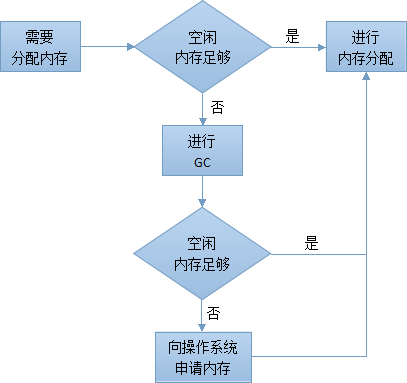 需要
分配内存
空闲
内存足够
是
进行
内存分配
否
进行
GC
空闲
内存足够
是
否
向操作系统
申请内存